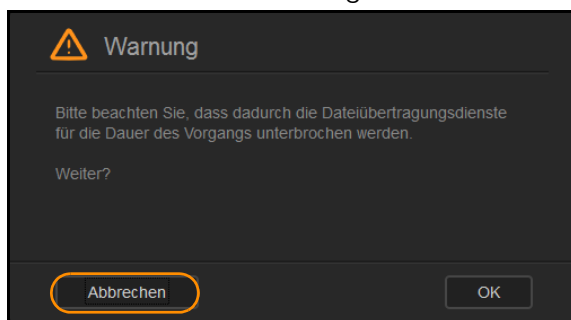 Warnung
Bitte beachten Sie, dass dadurch die Dateiübertragungsdienste
für die Dauer des Vorgangs unterbrochen werden.
Weiter?
Abbrechen
OK